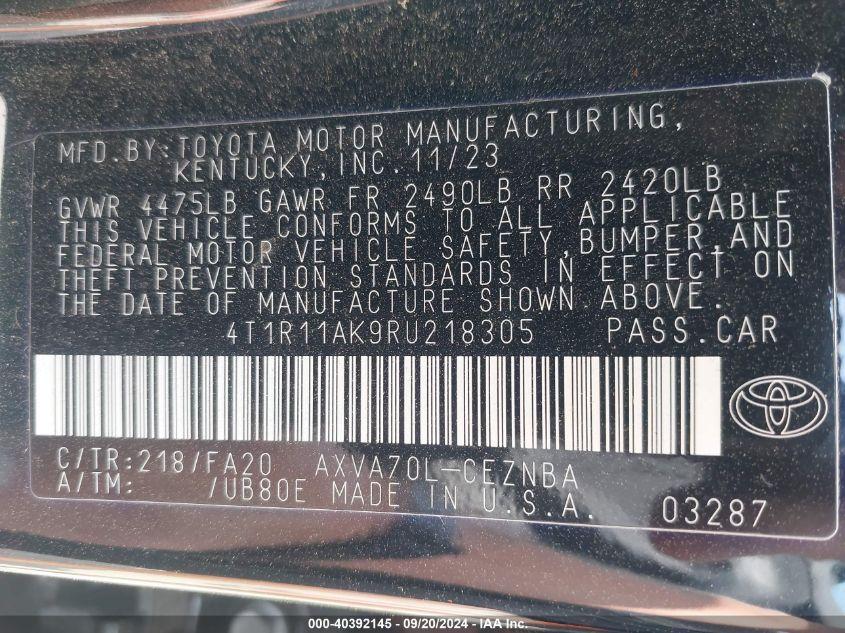 MFD.BY:TOYOTA MOTOR MANUFACTURING,
KENTUCKY,INC.11/23
GVWR 4475LB GAWR FR 2490LB RR 2420LB
THIS VEHICLE CONFORMS TO ALL APPLICABLE
FEDERAL MOTOR VEHICLE SAFETY,BUMPER,AND
THEFT PREVENTION STANDARDS IN EFFECT ON
THE DATE OF MANUFACTURE SHOWN ABOVE.
4T1R11AK9RU218305 PASS.CAR
C/TR:218/FA20 AXVA70L-CEZNBA
A/TM: /UB80E MADE IN U.S.A. 03287
000-40392145 - 09/20/2024 - IAA Inc.